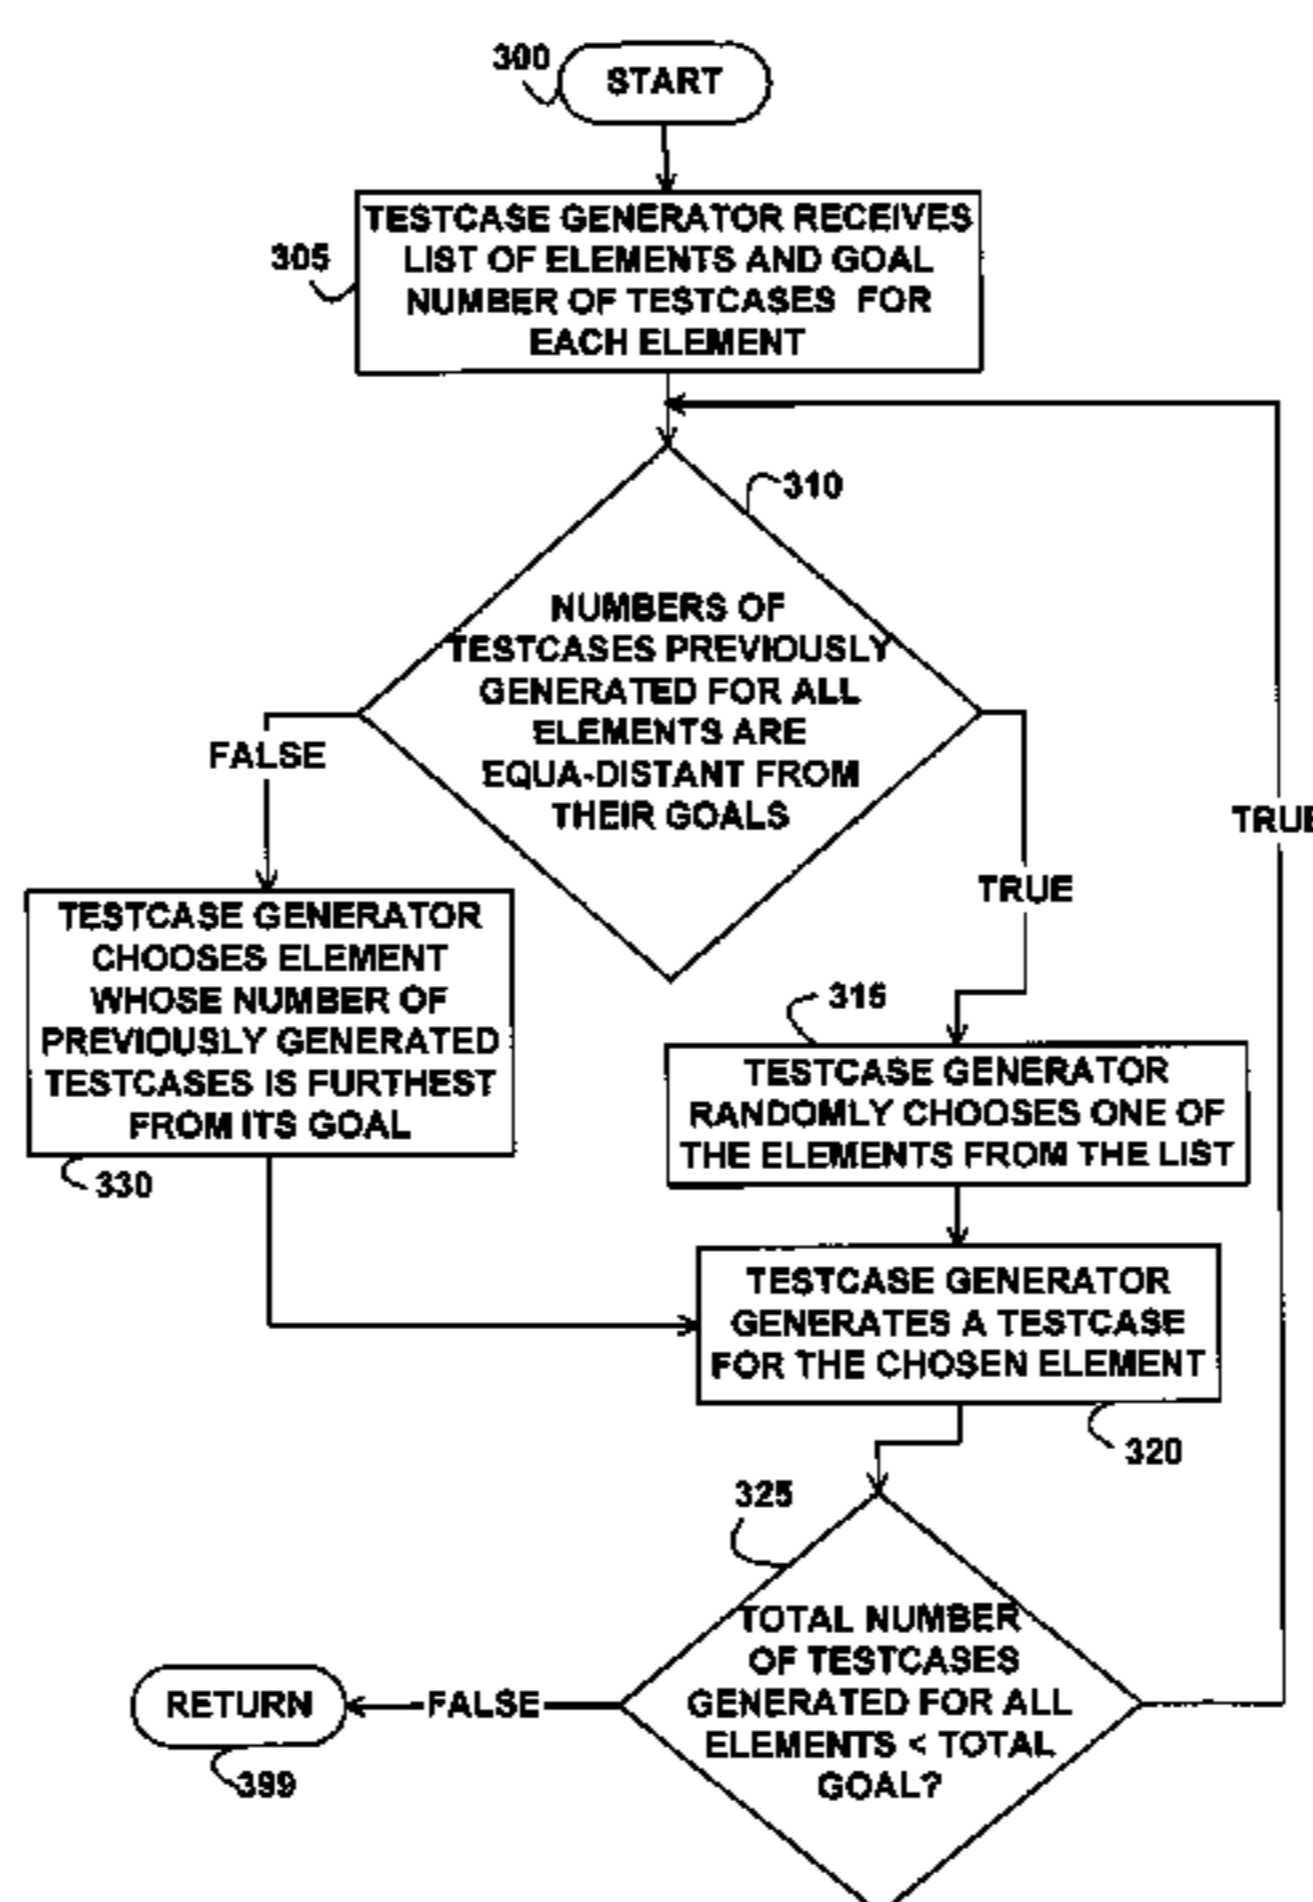 300
START
305
TESTCASE GENERATOR RECEIVES
LIST OF ELEMENTS AND GOAL
NUMBER OF TESTCASES FOR
EACH ELEMENT
310
NUMBERS OF
TESTCASES PREVIOUSLY
GENERATED FOR ALL
ELEMENTS ARE
EQUA-DISTANT FROM
THEIR GOALS
FALSE
TRUE
TRUE
TESTCASE GENERATOR
CHOOSES ELEMENT
WHOSE NUMBER OF
PREVIOUSLY GENERATED
TESTCASES IS FURTHEST
FROM ITS GOAL
330
315
TESTCASE GENERATOR
RANDOMLY CHOOSES ONE OF
THE ELEMENTS FROM THE LIST
TESTCASE GENERATOR
GENERATES A TESTCASE
FOR THE CHOSEN ELEMENT
320
325
TOTAL NUMBER
OF TESTCASES
GENERATED FOR ALL
ELEMENTS < TOTAL
GOAL?
FALSE
RETURN
399